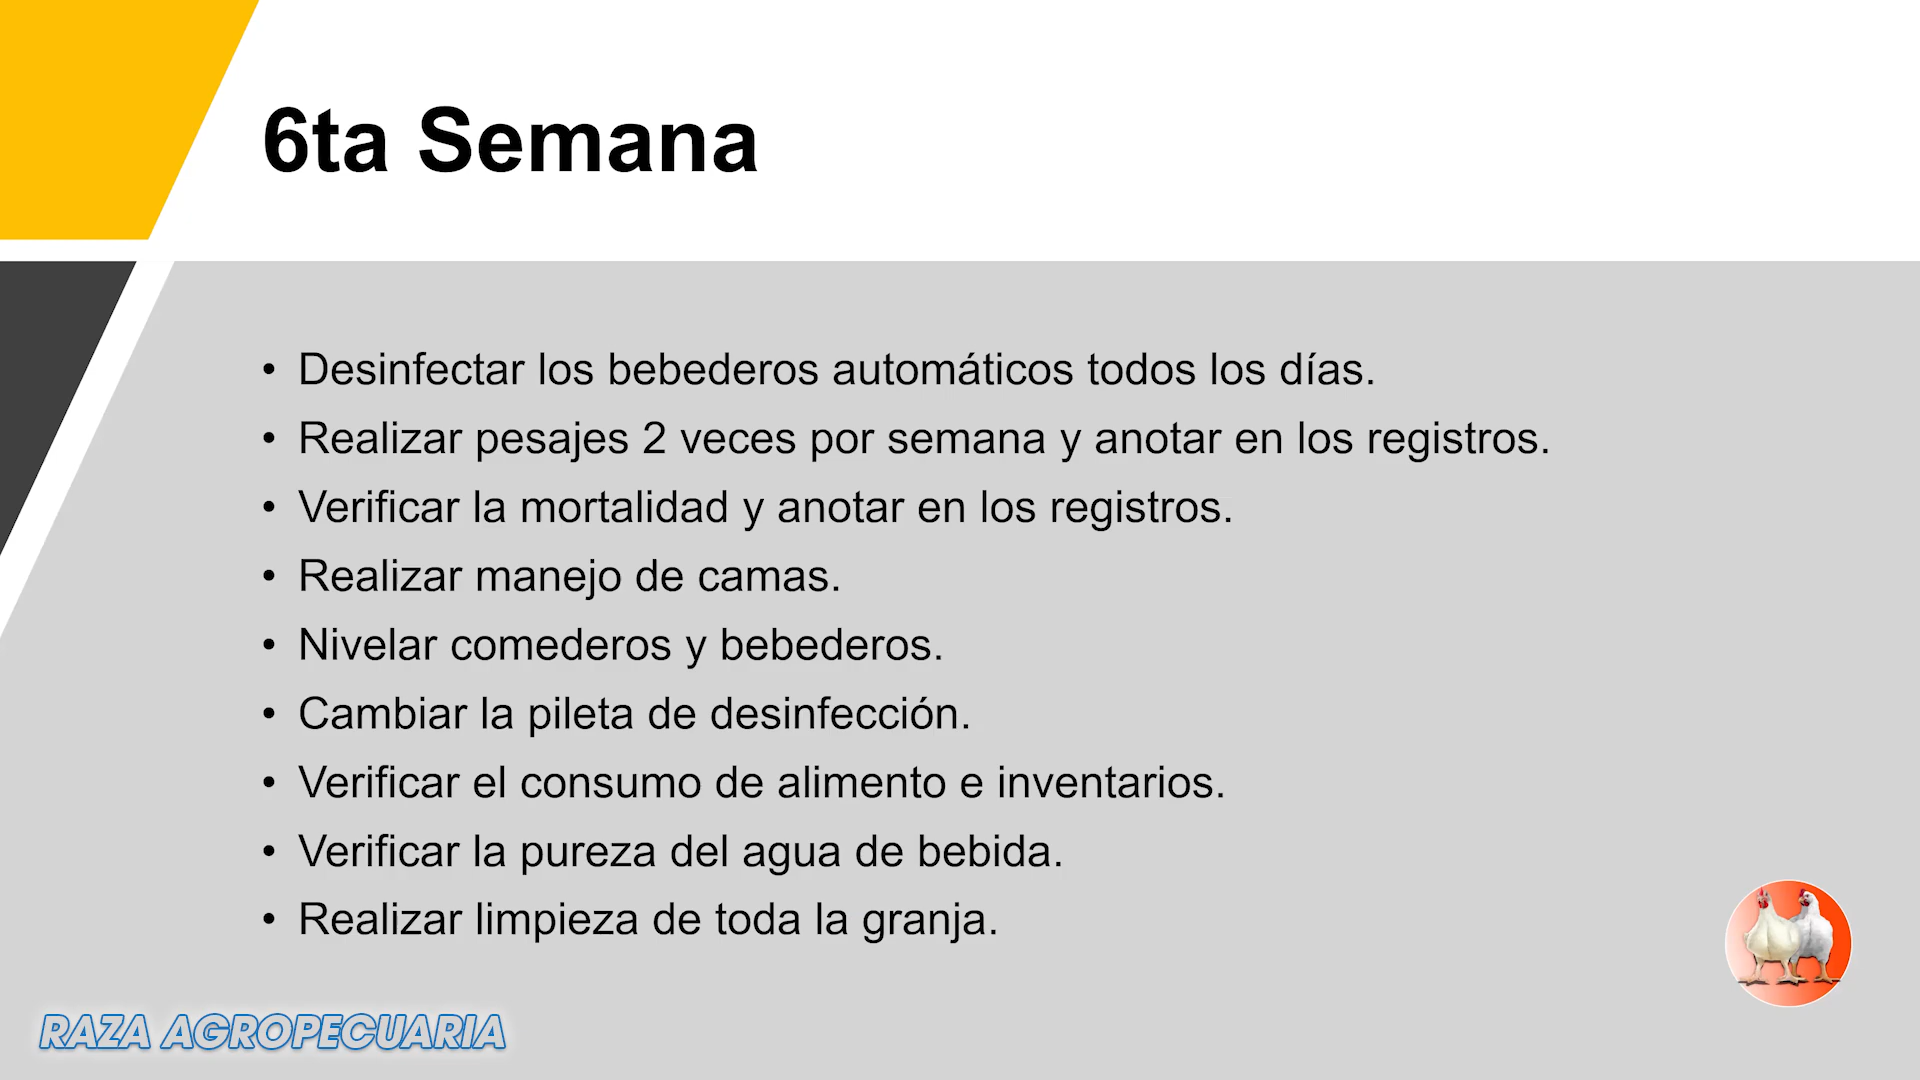 6ta Semana
• Desinfectar los bebederos automáticos todos los días.
• Realizar pesajes 2 veces por semana y anotar en los registros.
• Verificar la mortalidad y anotar en los registros.
• Realizar manejo de camas.
• Nivelar comederos y bebederos.
• Cambiar la pileta de desinfección.
• Verificar el consumo de alimento e inventarios.
• Verificar la pureza del agua de bebida.
• Realizar limpieza de toda la granja.
RAZA AGROPECUARIA